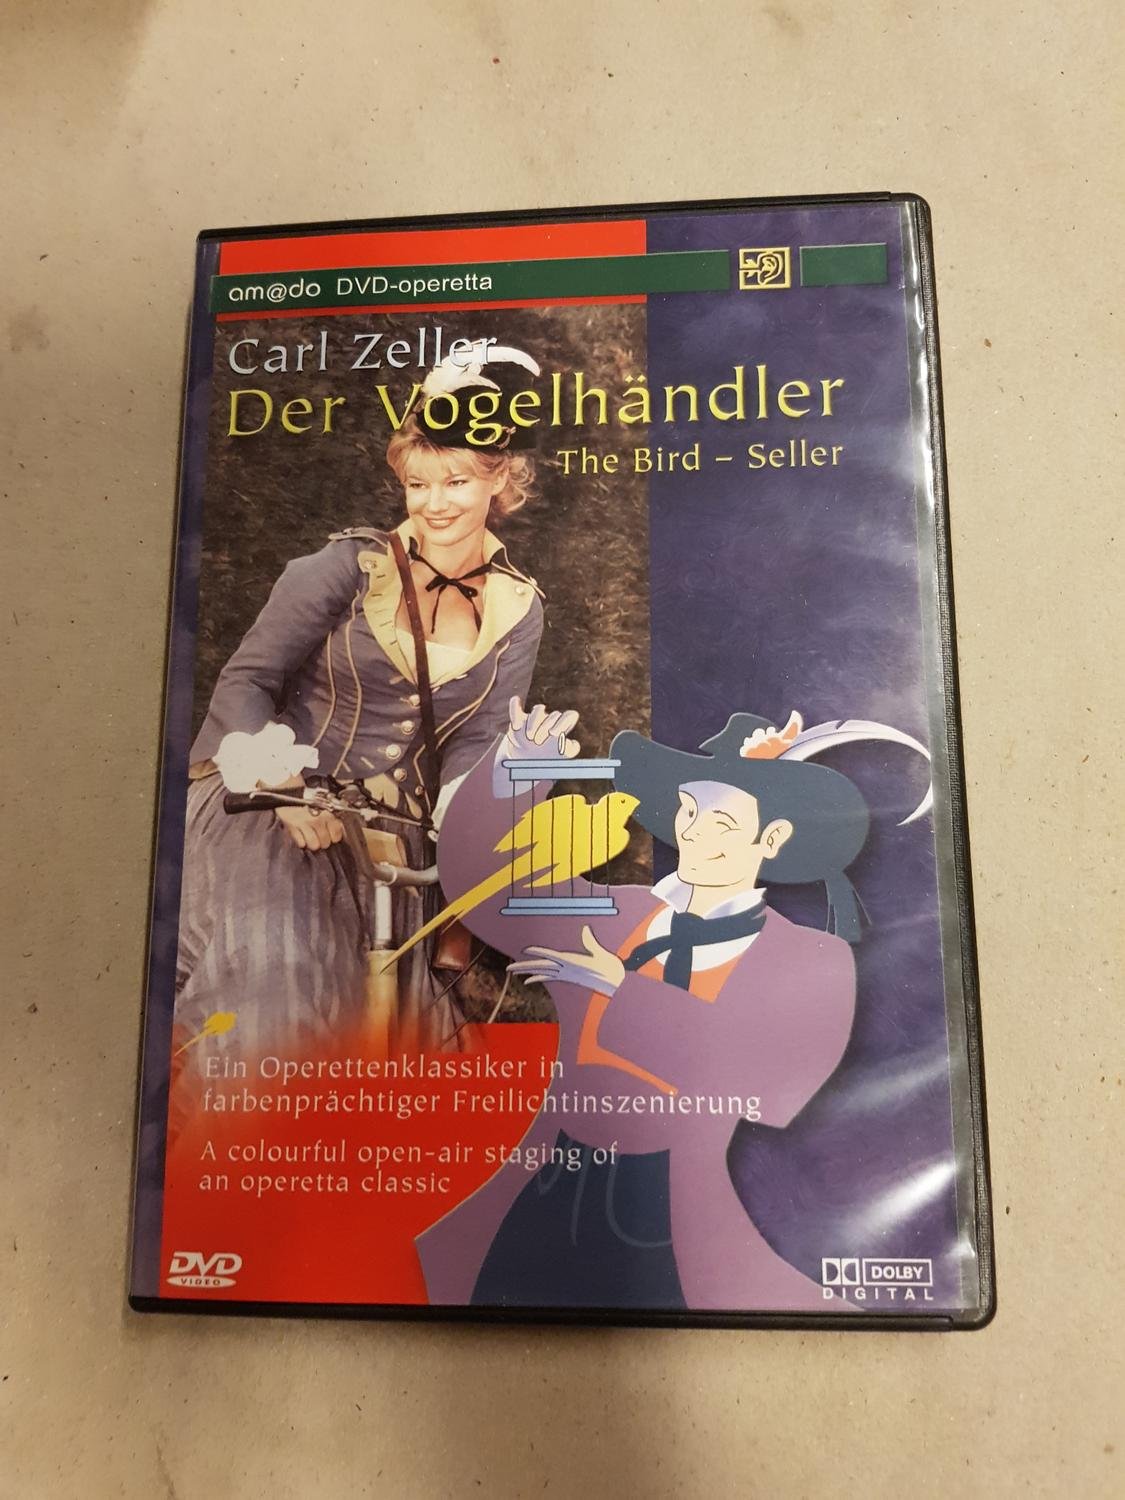 am@do DVD-operetta
Carl Zeller
Der Vogelhändler
The Bird – Seller
Ein Operettenklassiker in
farbenprächtiger Freilichtinszenierung
A colourful open-air staging of
an operetta classic
DVD
VIDEO
DOLBY
DIGITAL